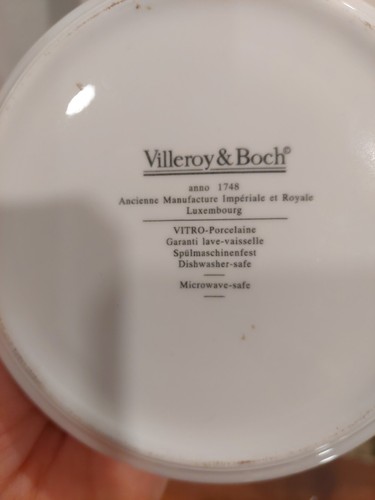 Villeroy & Boch©
anno 1748
Ancienne Manufacture Impériale et Royale
Luxembourg
VITRO-Porcelaine
Garanti lave-vaisselle
Spülmaschinenfest
Dishwasher-safe
Microwave-safe